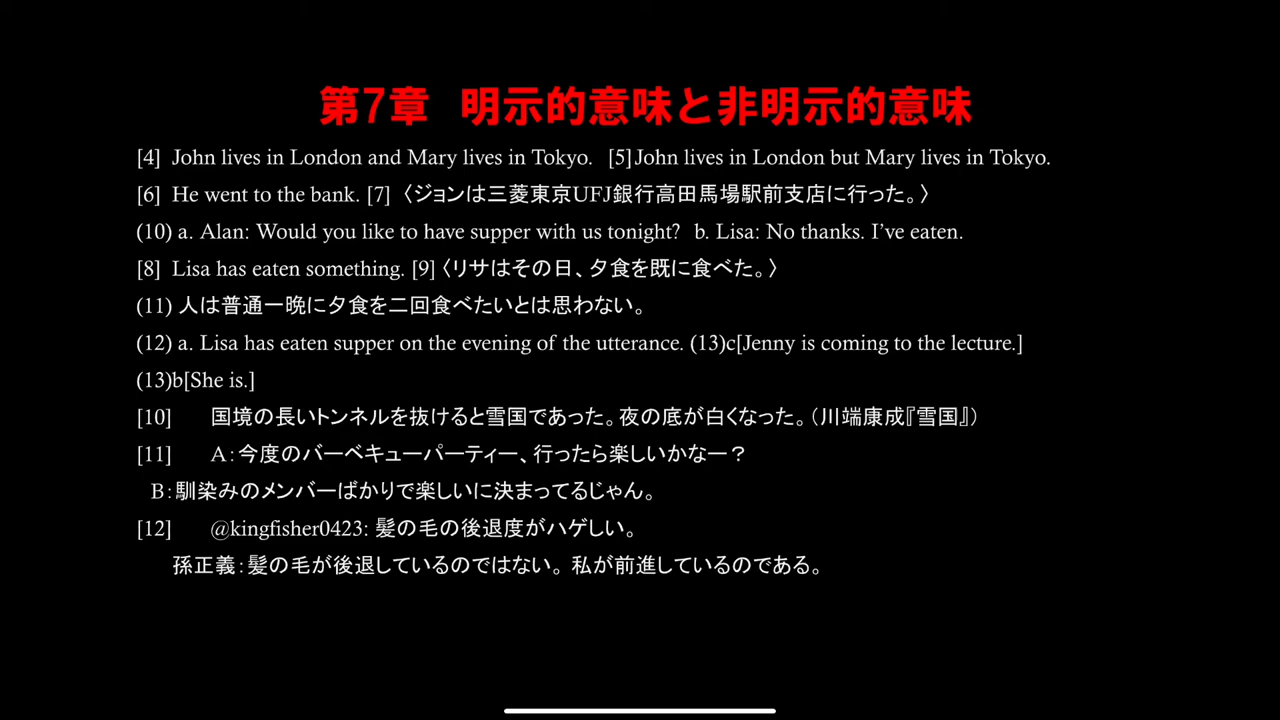 第7章　明示的意味と非明示的意味
[4] John lives in London and Mary lives in Tokyo. [5]John lives in London but Mary lives in Tokyo.
[6] He went to the bank. [7] 〈ジョンは三菱東京UFJ銀行高田馬場駅前支店に行った。〉
(10) a. Alan: Would you like to have supper with us tonight? b. Lisa: No thanks. I’ve eaten.
[8] Lisa has eaten something. [9]〈リサはその日、夕食を既に食べた。〉
(11) 人は普通一晩に夕食を二回食べたいとは思わない。
(12) a. Lisa has eaten supper on the evening of the utterance. (13)c[Jenny is coming to the lecture.]
(13)b[She is.]
[10] 国境の長いトンネルを抜けると雪国であった。夜の底が白くなった。（川端康成『雪国』）
[11] A：今度のバーベキューパーティー、行ったら楽しいかなー？
B：馴染みのメンバーばかりで楽しいに決まってるじゃん。
[12] @kingfisher0423: 髪の毛の後退度がハゲしい。
孫正義：髪の毛が後退しているのではない。私が前進しているのである。